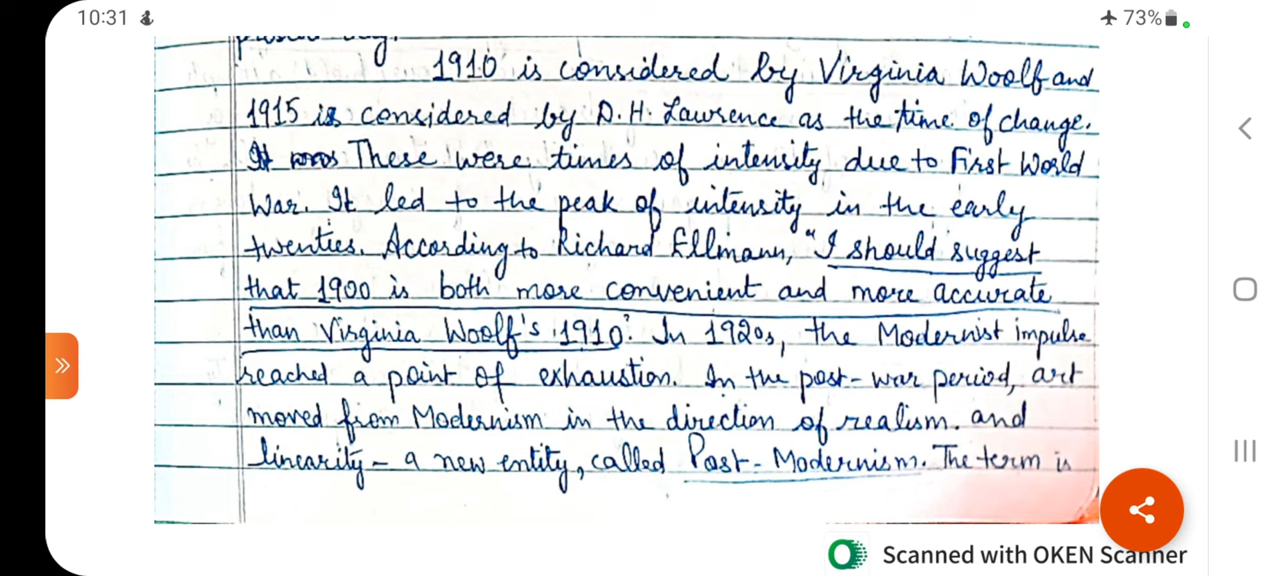 10:31
73%
1910 is considered by Virginia Woolf and
1915 is considered by D.H. Lawrence as the time of change.
It was These were times of intensity due to First World
War. It led to the peak of intensity in the early
twenties. According to Richard Ellmann, "I should suggest
that 1900 is both more convenient and more accurate
than Virginia Woolf's 1910". In 1920s, the Modernist impulse
reached a point of exhaustion. In the post-war period, art
moved from Modernism in the direction of realism. and
linearity - a new entity, called Post-Modernism. The term is
Scanned with OKEN Scanner